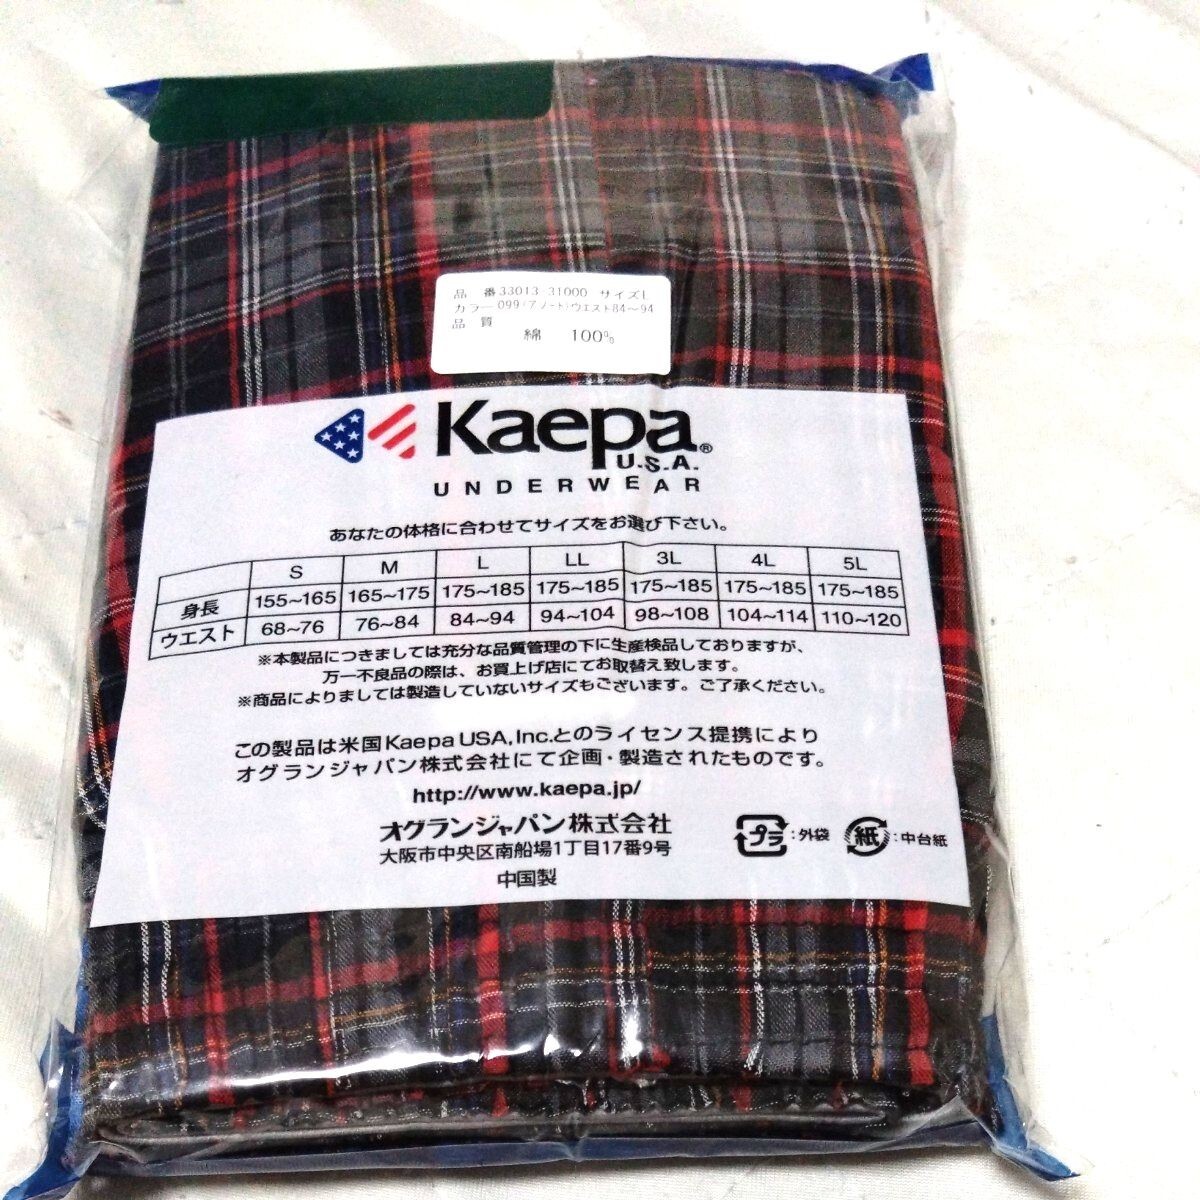 品 番33013-31000 サイズL
カラー099(アソート)ウエスト84～94
品 質
綿 100%
Kaepa®
U.S.A.
UNDERWEAR
あなたの体格に合わせてサイズをお選び下さい。
S M L LL 3L 4L 5L
身長 155~165 165~175 175~185 175~185 175~185 175~185 175~185
ウエスト 68~76 76~84 84~94 94~104 98~108 104~114 110~120
※本製品につきましては充分な品質管理の下に生産検品しておりますが、
万一不良品の際は、お買上げ店にてお取替え致します。
※商品によりましては製造していないサイズもございます。ご了承ください。
この製品は米国Kaepa USA, Inc.とのライセンス提携により
オグランジャパン株式会社にて企画・製造されたものです。
http://www.kaepa.jp/
オグランジャパン株式会社
大阪市中央区南船場1丁目17番9号
中国製
プラ:外袋 紙:中台紙